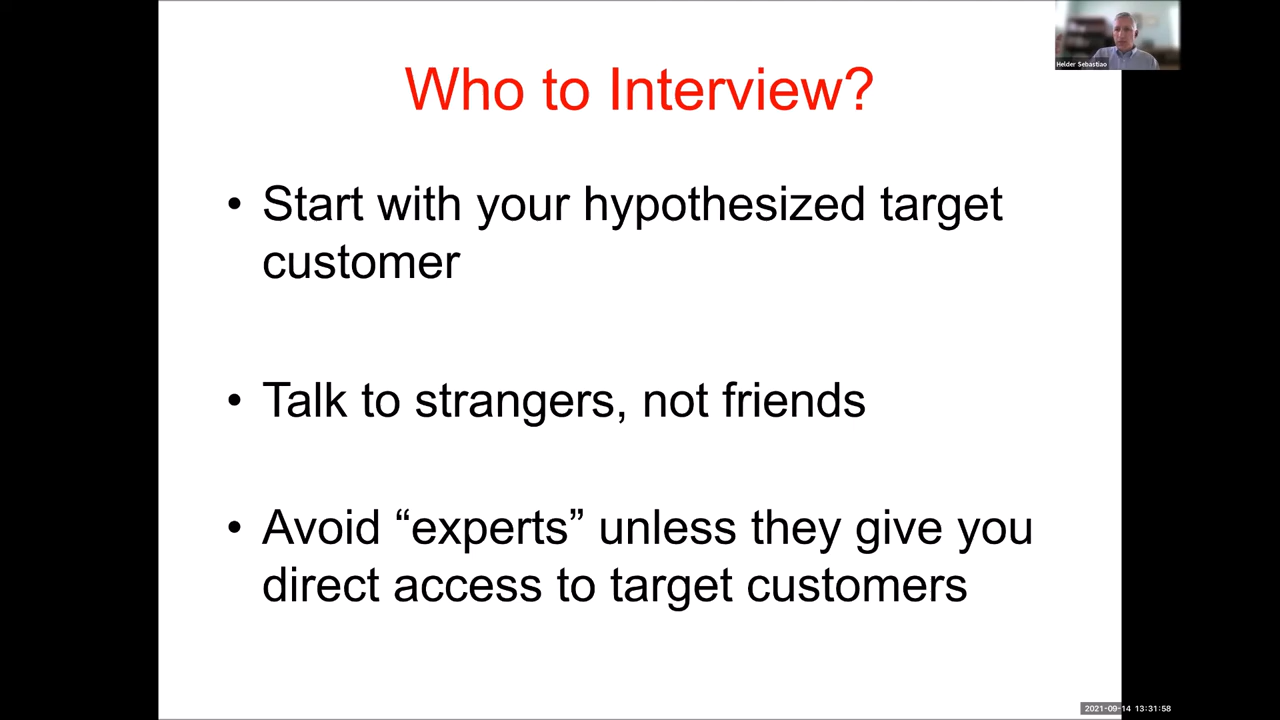 Helder Sebastiao
Who to Interview?
• Start with your hypothesized target
customer
• Talk to strangers, not friends
• Avoid “experts” unless they give you
direct access to target customers
2021-09-14 13:31:58